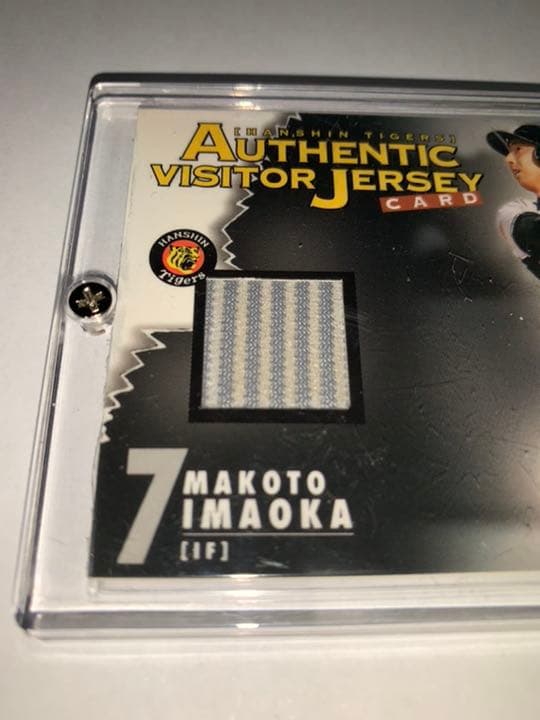 [HANSHIN TIGERS]
AUTHENTIC
VISITOR JERSEY
CARD
HANSHIN
Tigers
7
MAKOTO
IMAOKA
[IF]